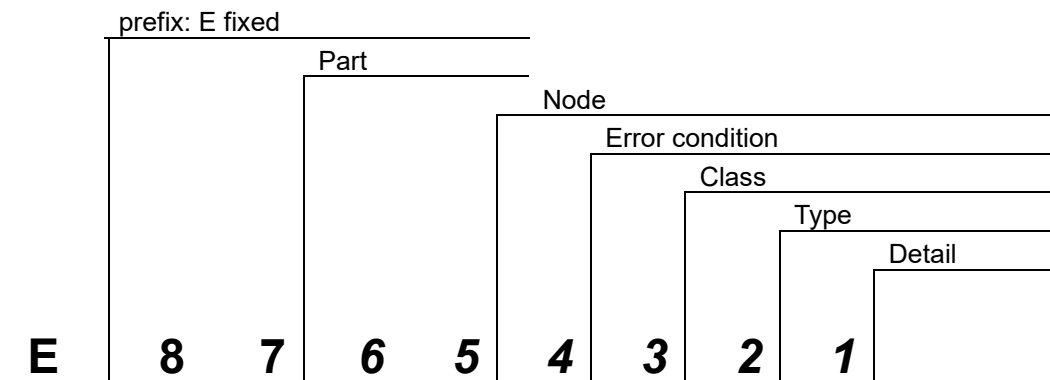 prefix: E fixed
Part
Node
Error condition
Class
Type
Detail
E 8 7 6 5 4 3 2 1